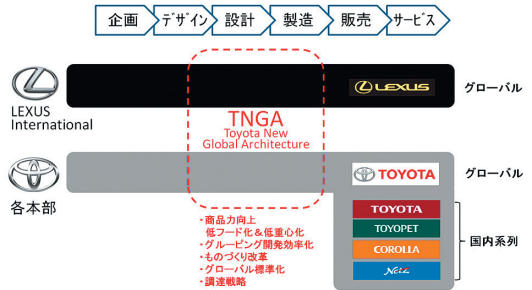 企画
デザイン
設計
製造
販売
サービス
LEXUS
International
LEXUS
グローバル
TNGA
Toyota New
Global Architecture
各本部
TOYOTA
グローバル
TOYOTA
TOYOPET
COROLLA
Netz
国内系列
・商品力向上
低フード化&低重心化
・グルーピング開発効率化
・ものづくり改革
・グローバル標準化
・調達戦略